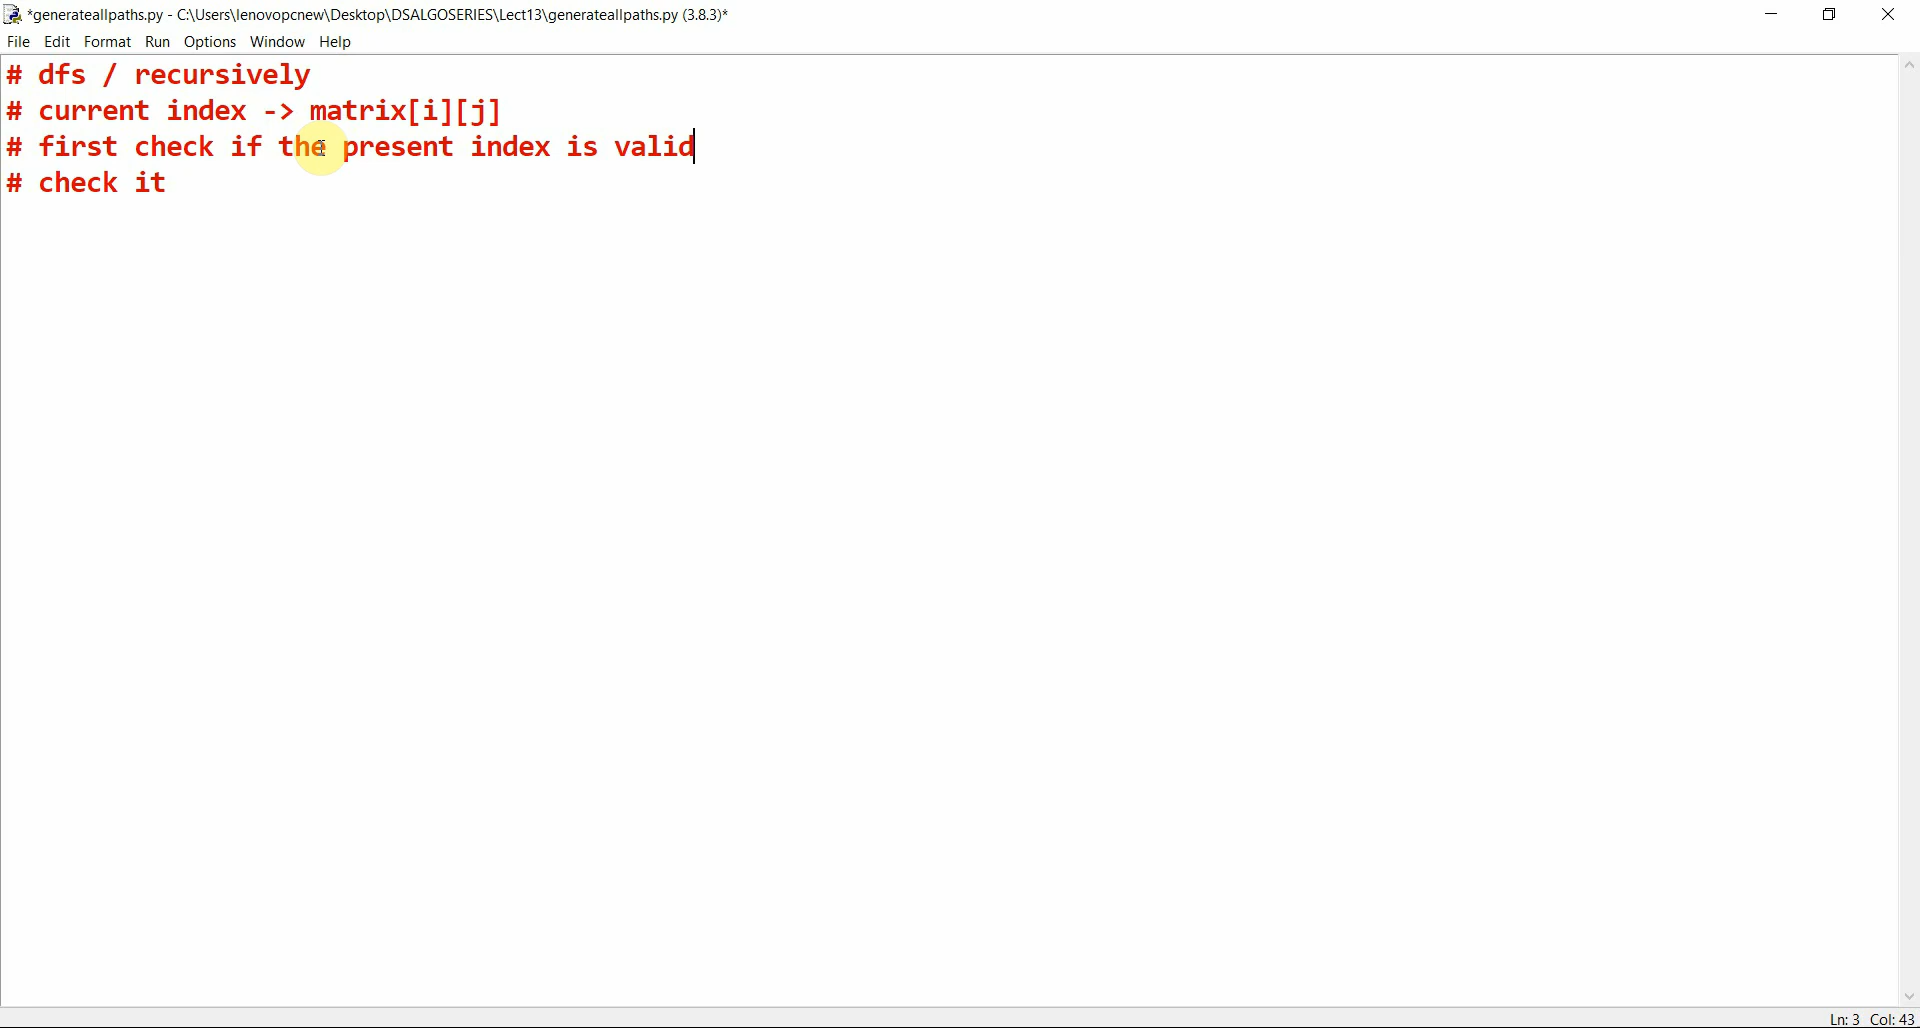 *generateallpaths.py - C:\Users\lenovopcnew\Desktop\DSALGOSERIES\Lect13\generateallpaths.py (3.8.3)*
File Edit Format Run Options Window Help
# dfs / recursively
# current index -> matrix[i][j]
# first check if the present index is valid
# check it
Ln: 3 Col: 43